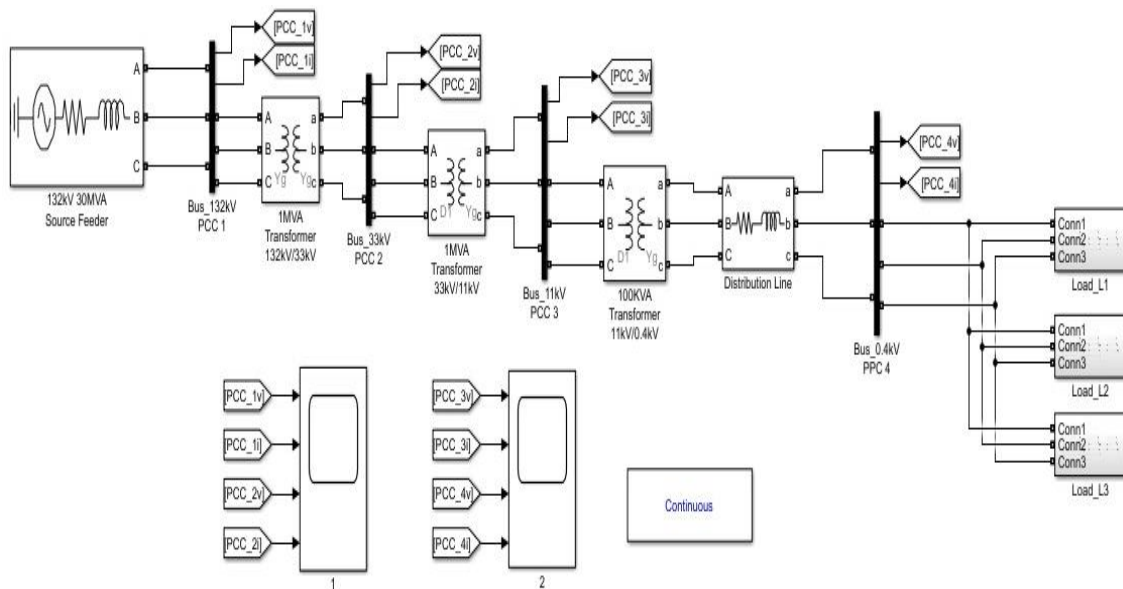 [PCC_1v]
[PCC_1i]
[PCC_2v]
[PCC_2i]
[PCC_3v]
[PCC_3i]
[PCC_4v]
[PCC_4i]
A
B
C
132kV 30MVA
Source Feeder
Bus_132kV
PCC 1
A
B
C
a
b
c
Yg
Yg
1MVA
Transformer
132kV/33kV
Bus_33kV
PCC 2
A
B
C
a
b
c
D1
Yg
1MVA
Transformer
33kV/11kV
Bus_11kV
PCC 3
A
B
C
a
b
c
D1
Yg
100KVA
Transformer
11kV/0.4kV
A
B
C
a
b
c
Distribution Line
Bus_0.4kV
PPC 4
Conn1
Conn2
Conn3
Load_L1
Conn1
Conn2
Conn3
Load_L2
Conn1
Conn2
Conn3
Load_L3
[PCC_1v]
[PCC_1i]
[PCC_2v]
[PCC_2i]
1
[PCC_3v]
[PCC_3i]
[PCC_4v]
[PCC_4i]
2
Continuous